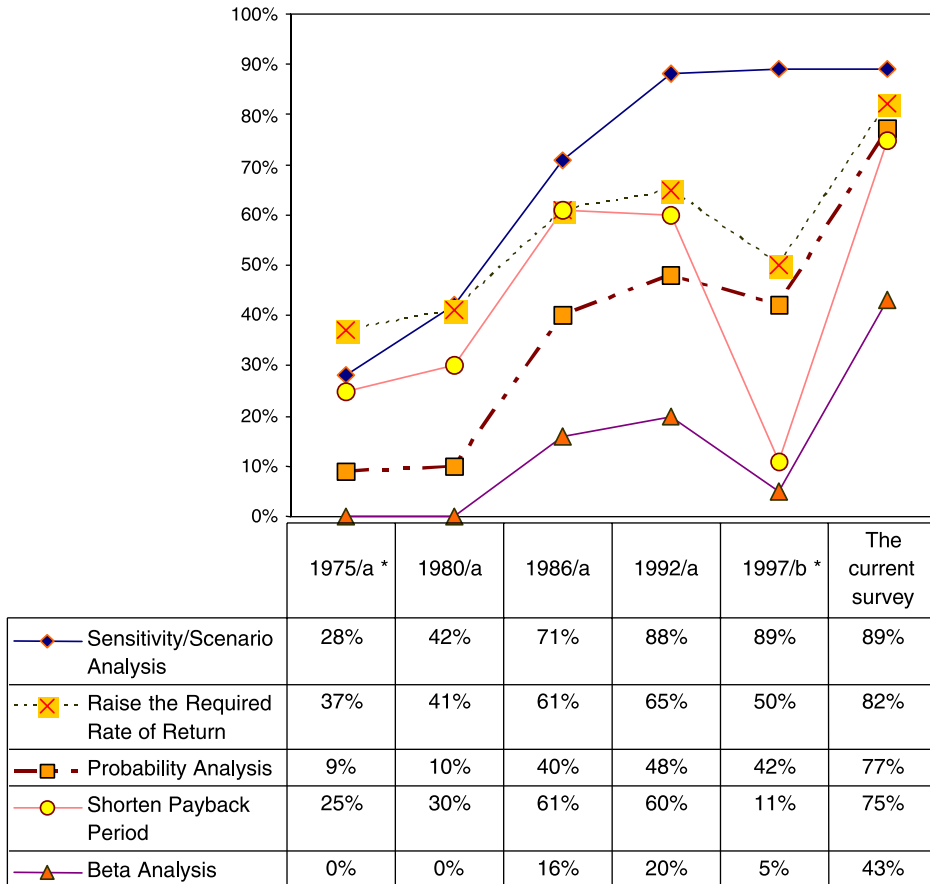 100%
90%
80%
70%
60%
50%
40%
30%
20%
10%
0%
1975/a * 1980/a 1986/a 1992/a 1997/b * The current survey
Sensitivity/Scenario Analysis 28% 42% 71% 88% 89% 89%
Raise the Required Rate of Return 37% 41% 61% 65% 50% 82%
Probability Analysis 9% 10% 40% 48% 42% 77%
Shorten Payback Period 25% 30% 61% 60% 11% 75%
Beta Analysis 0% 0% 16% 20% 5% 43%